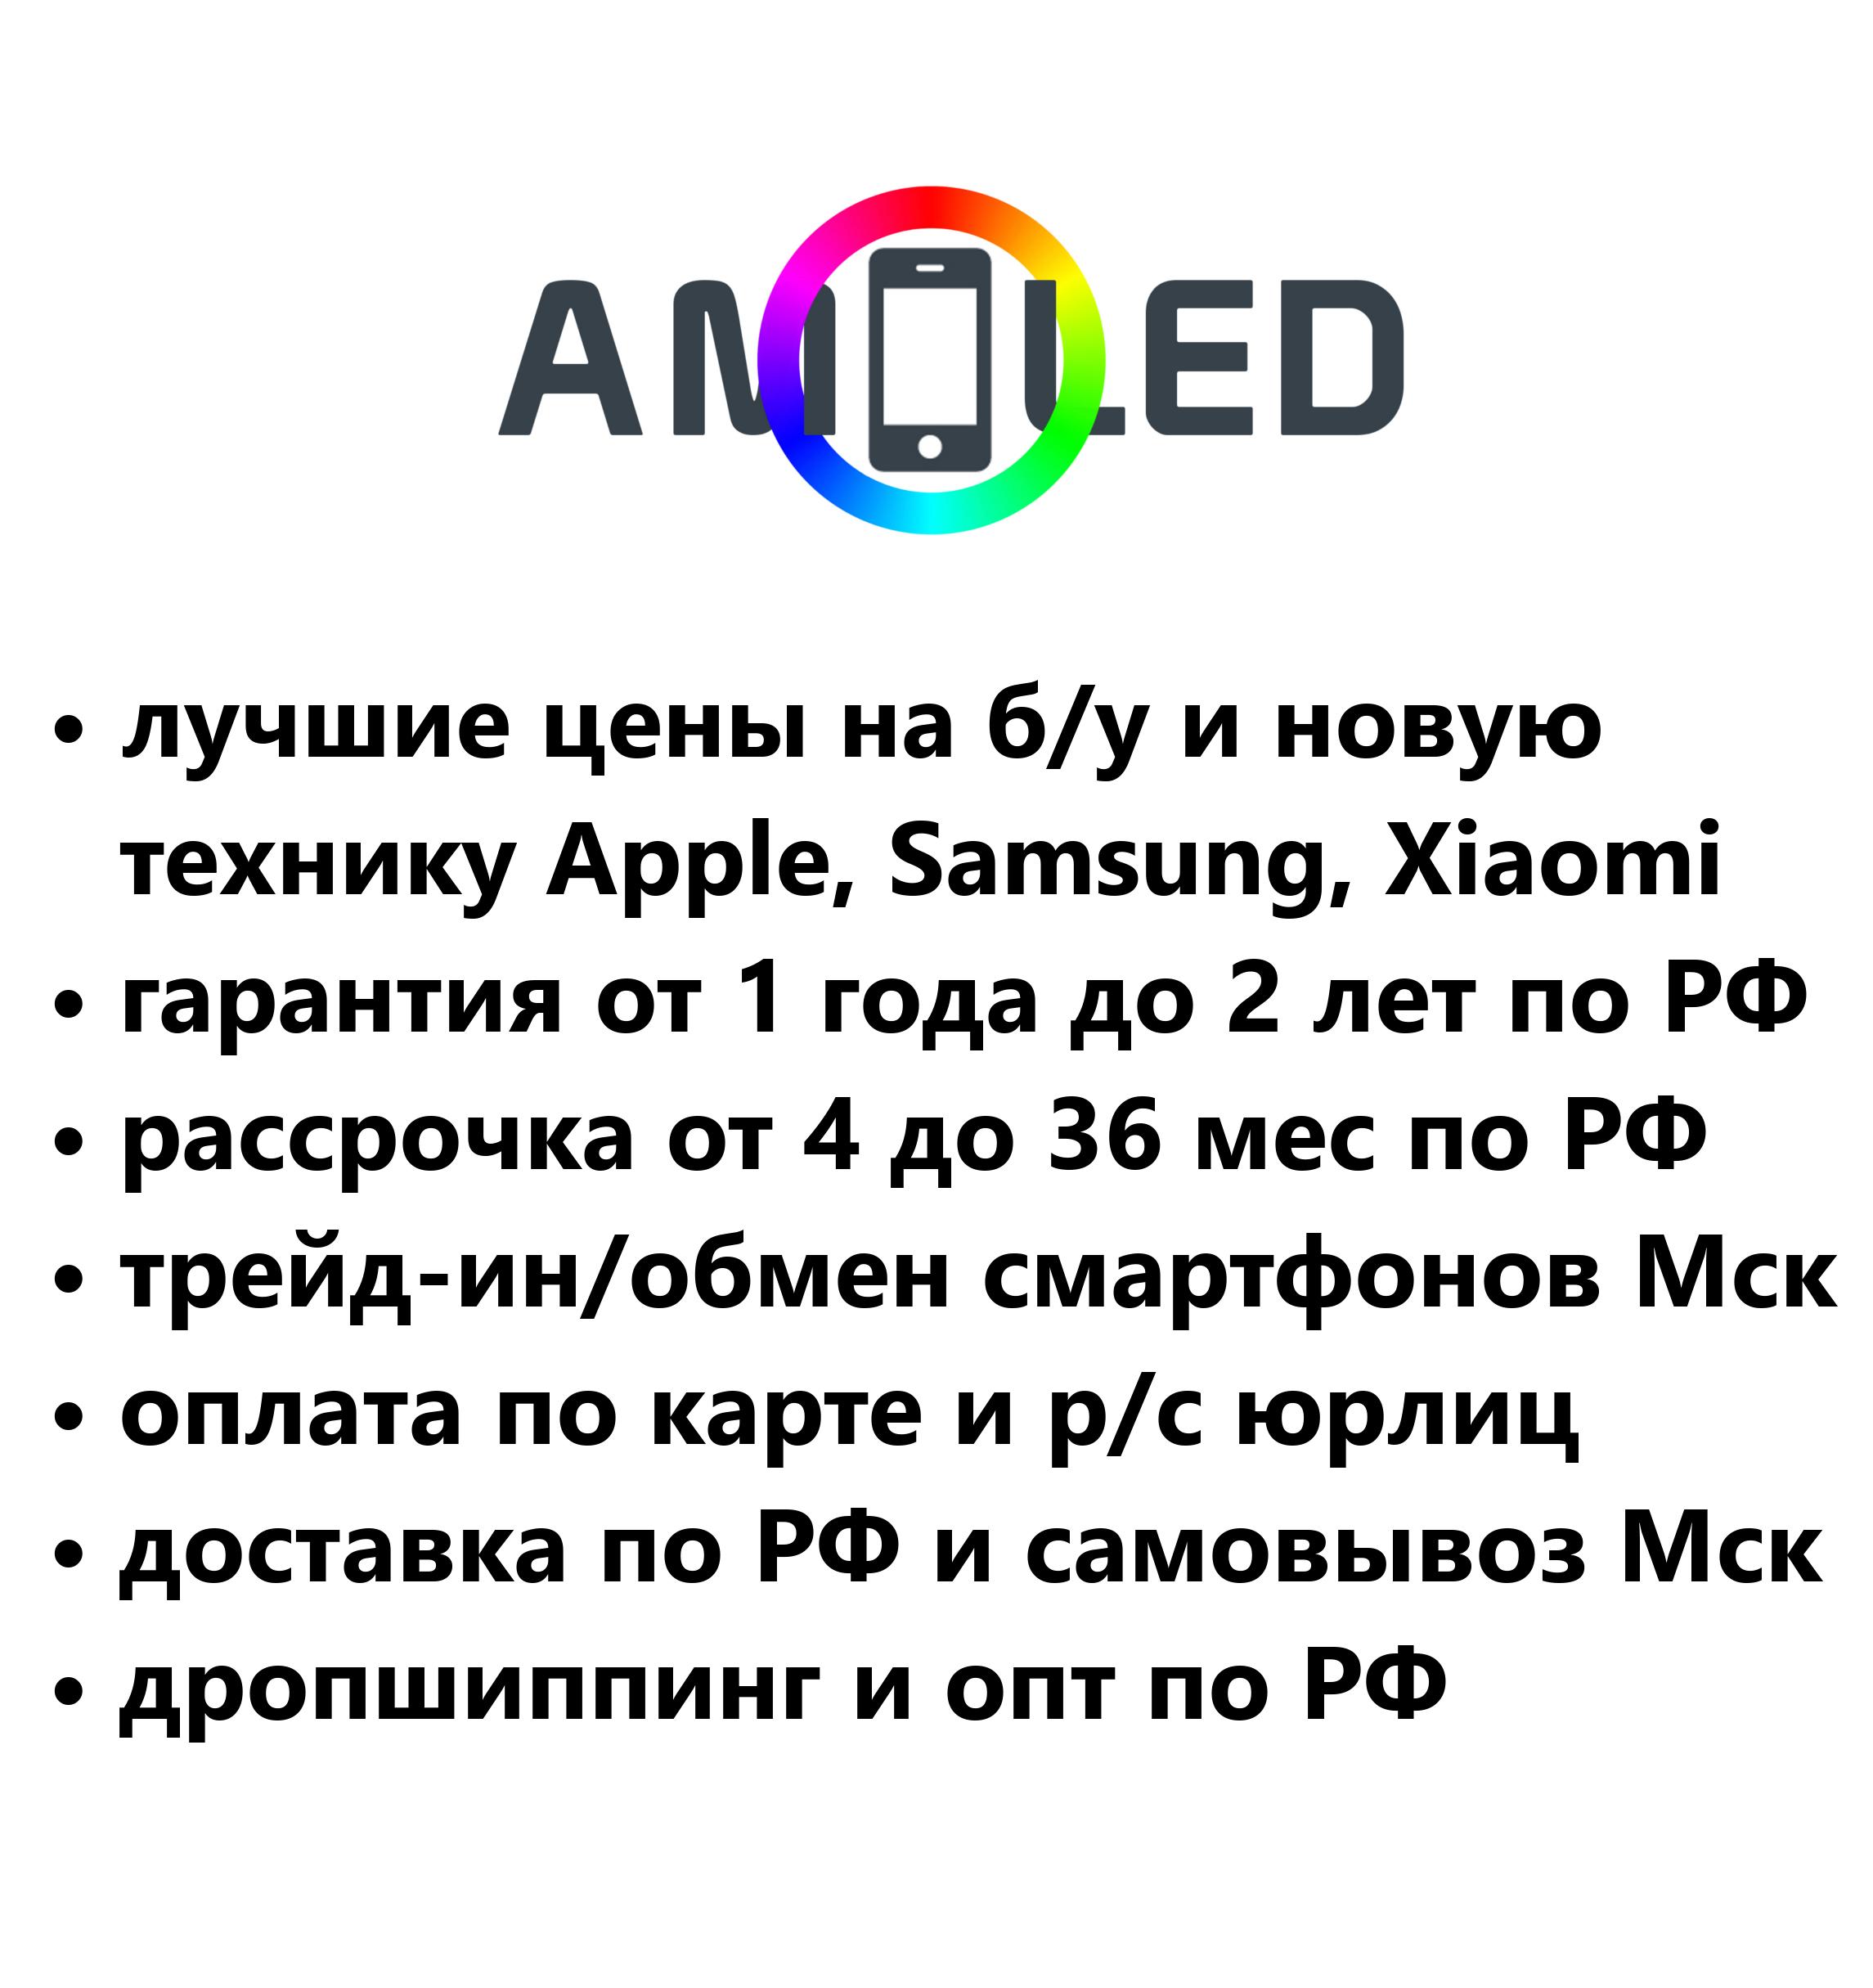 AMOLED
• лучшие цены на б/у и новую
технику Apple, Samsung, Xiaomi
• гарантия от 1 года до 2 лет по РФ
• рассрочка от 4 до 36 мес по РФ
• трейд-ин/обмен смартфонов Мск
• оплата по карте и р/с юрлиц
• доставка по РФ и самовывоз Мск
• дропшиппинг и опт по РФ